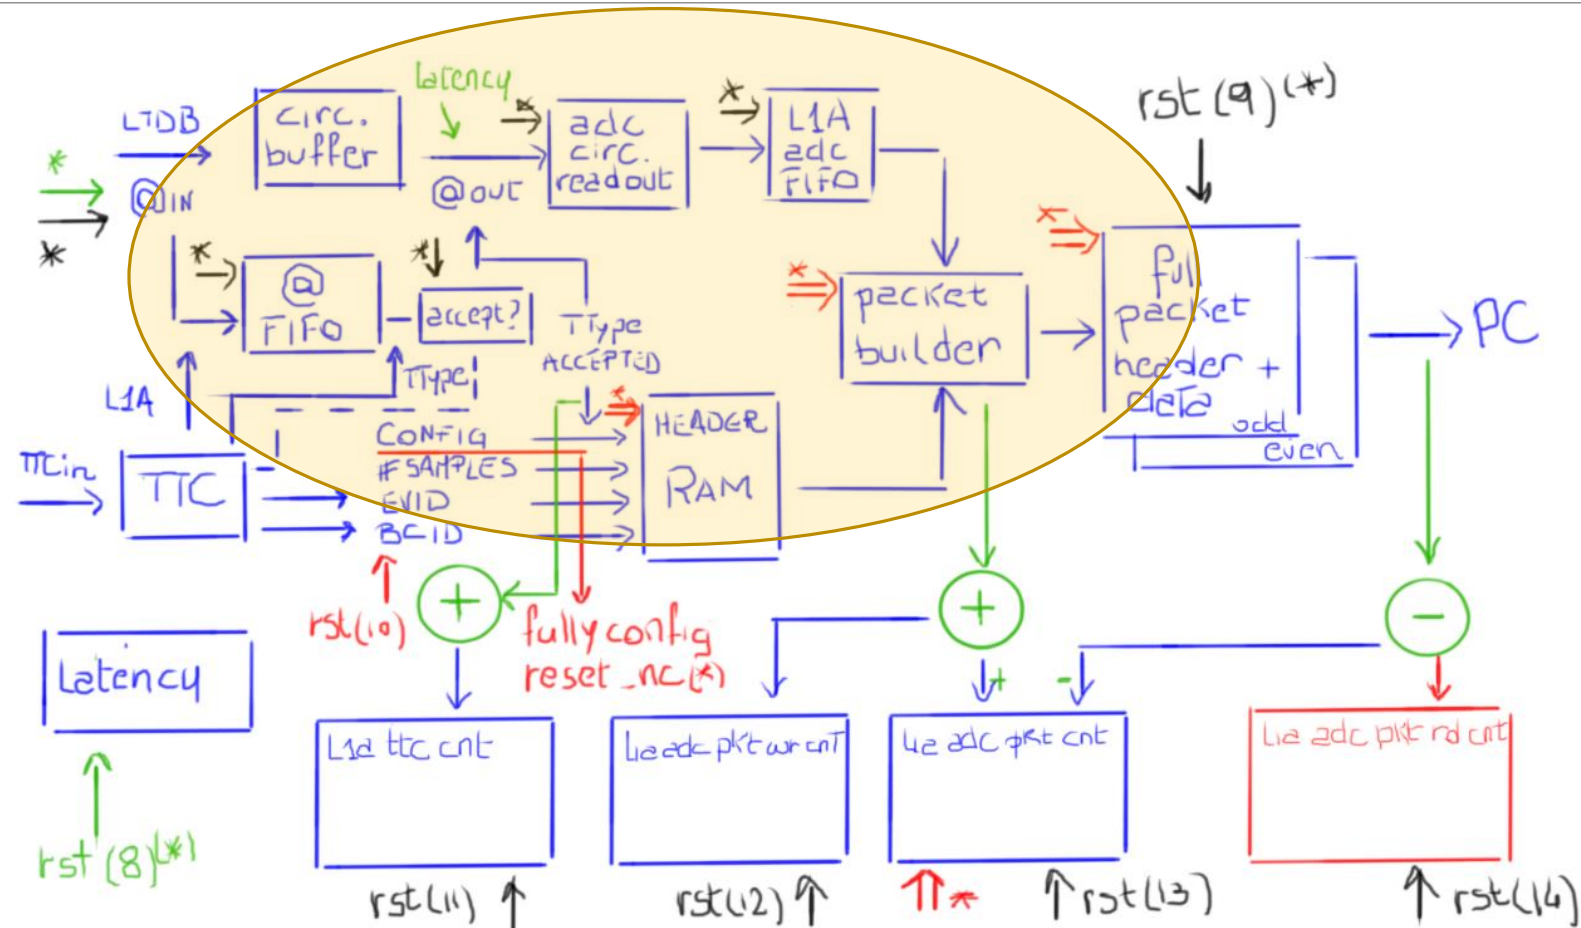 latency
rst(9)(*)
LTDB
circ.
buffer
adc
circ.
readout
L1A
adc
FIFO
*
@IN
@out
*
@
FIFO
accept?
TType
ACCEPTED
packet
builder
full
packet
header +
data
odd
even
PC
L1A
TType
TTCin
TTC
CONFIG
#SAMPLES
EVID
BCID
HEADER
RAM
rst(10)
+
fully config
reset_nc(*)
+
-
Latency
+
-
L1a ttc cnt
L1a adc pkt wr cnt
L1a adc pkt cnt
L1a adc pkt rd cnt
rst(8)(*)
rst(11)
rst(12)
*
rst(13)
rst(14)